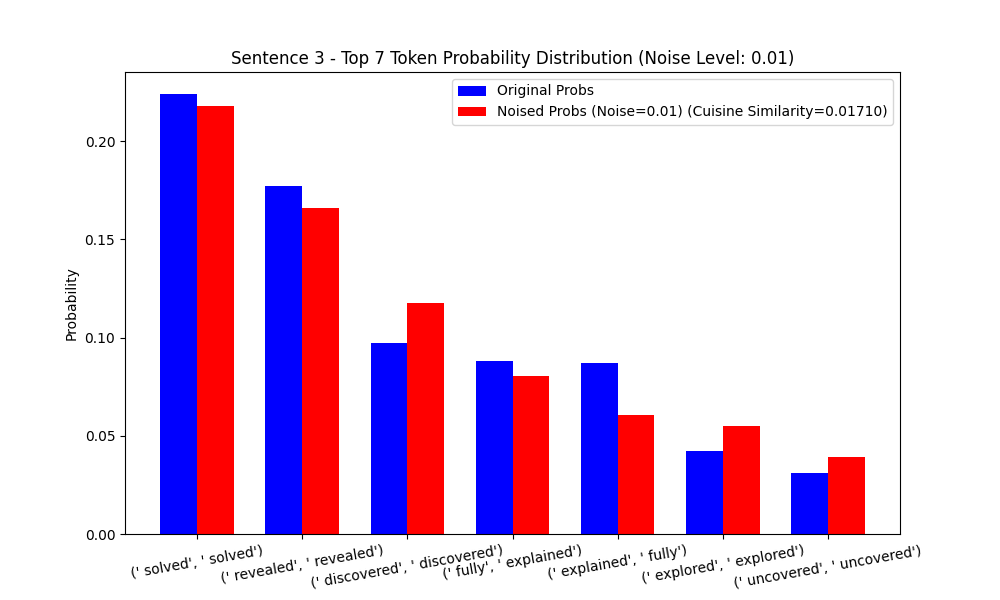 Sentence 3 - Top 7 Token Probability Distribution (Noise Level: 0.01)
Original Probs
Noised Probs (Noise=0.01) (Cuisine Similarity=0.01710)
Probability
0.20
0.15
0.10
0.05
0.00
(' solved', ' solved')
(' revealed', ' revealed')
(' discovered', ' discovered')
(' fully', ' explained')
(' explained', ' fully')
(' explored', ' explored')
(' uncovered', ' uncovered')